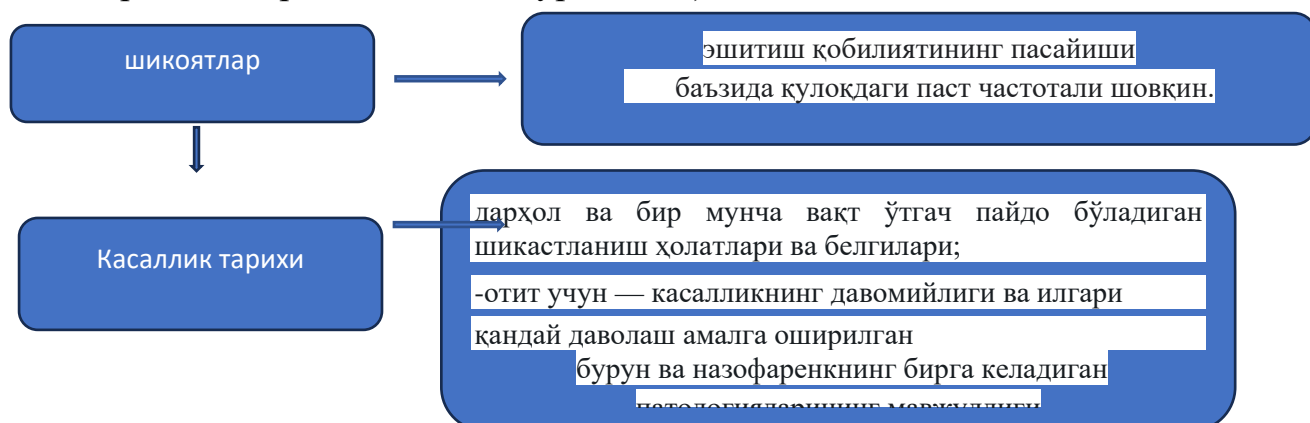 шикоятлар
эшитиш қобилиятининг пасайиши
баъзида қулоқдаги паст частотали шовқин.
Касаллик тарихи
дарҳол ва бир мунча вақт ўтгач пайдо бўладиган
шикастланиш ҳолатлари ва белгилари;
-отит учун — касалликнинг давомийлиги ва илгари
қандай даволаш амалга оширилган
бурун ва назофаренкнинг бирга келадиган
патологияларининг мавжудлиги